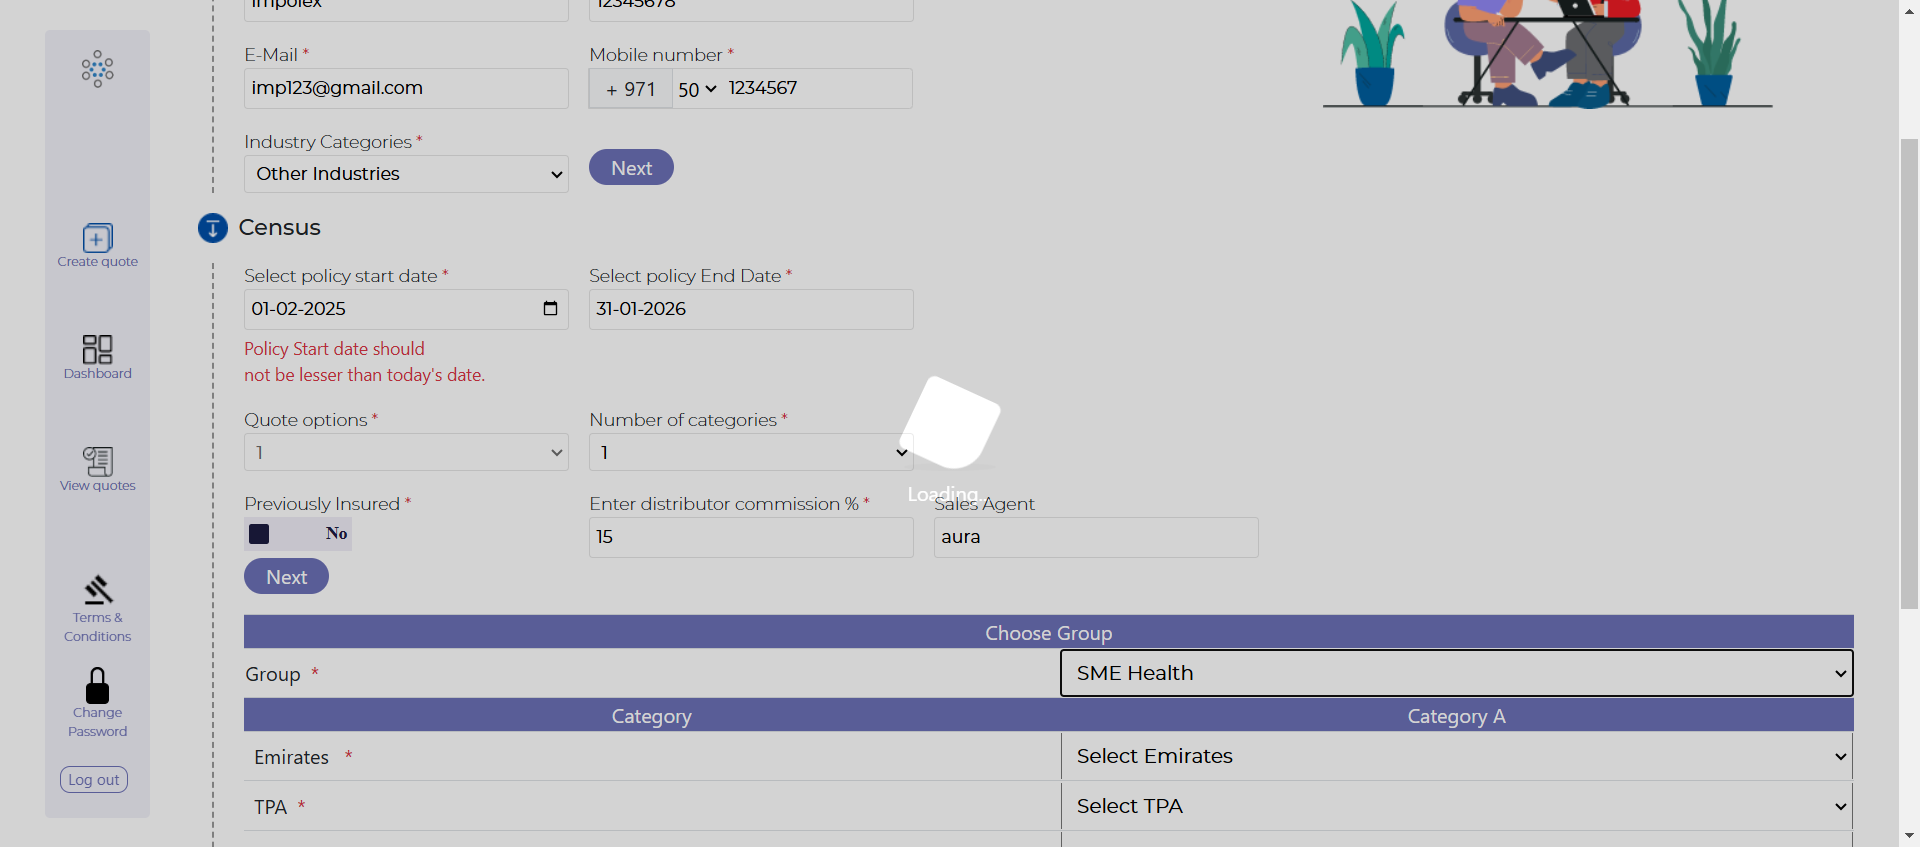 impolex
12345678
E-Mail *
Mobile number *
imp123@gmail.com
+ 971
50
1234567
Industry Categories *
Other Industries
Next
Census
Select policy start date *
Select policy End Date *
01-02-2025
31-01-2026
Policy Start date should
not be lesser than today's date.
Quote options *
Number of categories *
1
1
Loading..
Previously Insured *
Enter distributor commission % *
Sales Agent
No
15
aura
Next
Choose Group
Group *
SME Health
Category
Category A
Emirates *
Select Emirates
TPA *
Select TPA
Create quote
Dashboard
View quotes
Terms &
Conditions
Change
Password
Log out